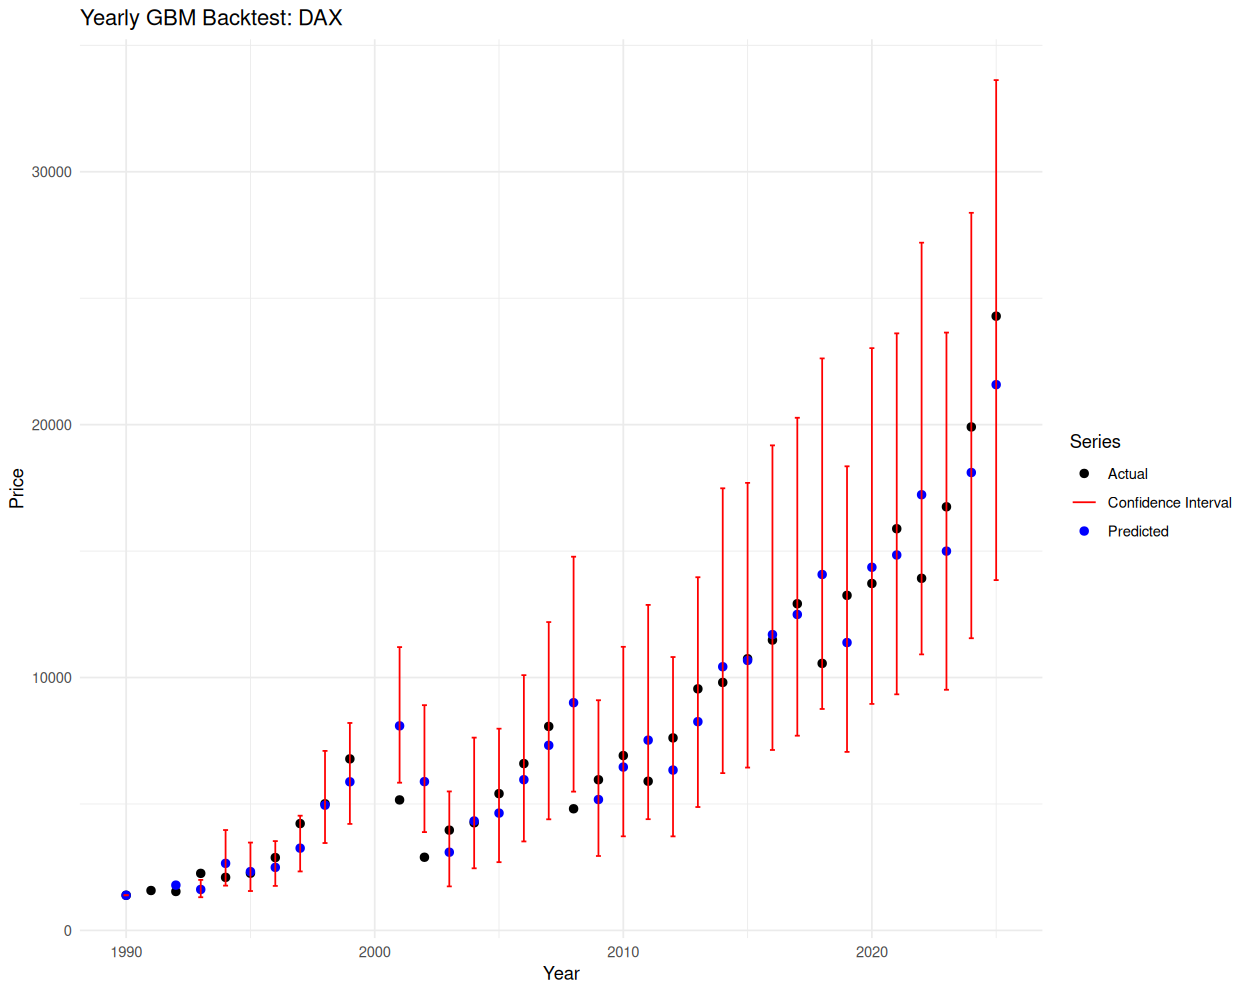 Yearly GBM Backtest: DAX
Price
30000
20000
10000
0
1990
2000
2010
2020
Year
Series
Actual
Confidence Interval
Predicted